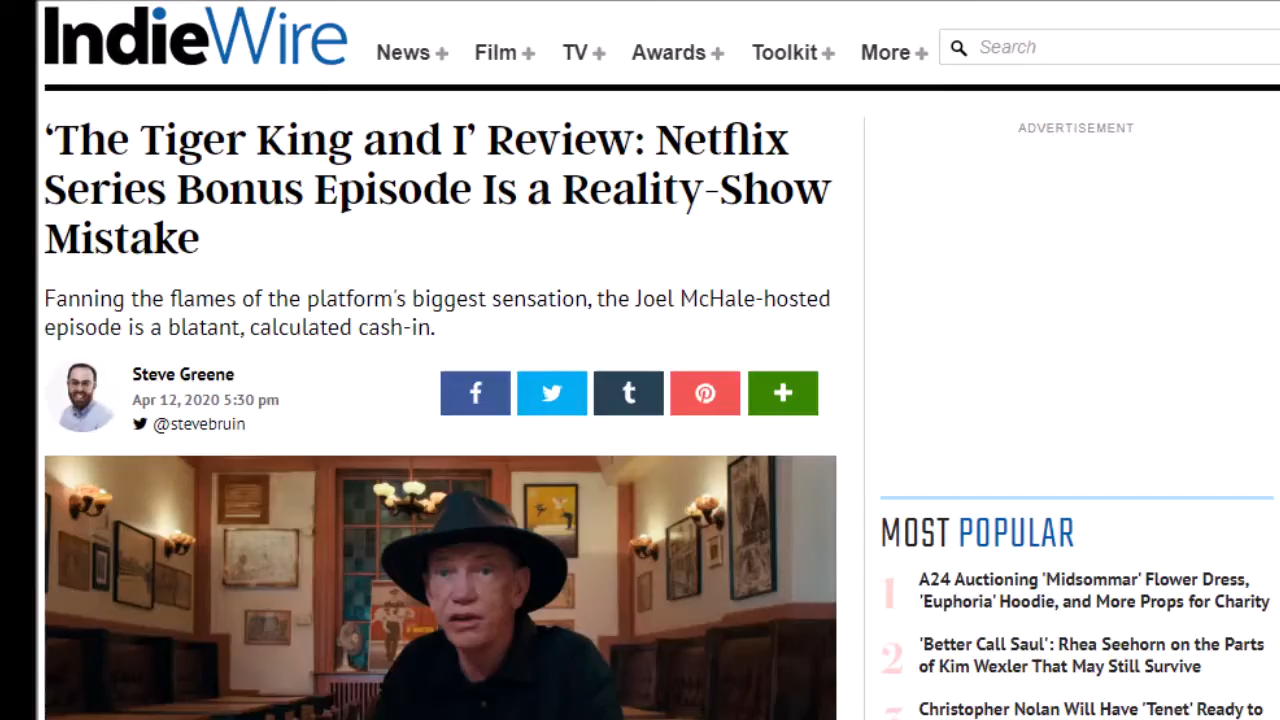 IndieWire
News + Film + TV + Awards + Toolkit + More + Search
‘The Tiger King and I’ Review: Netflix
Series Bonus Episode Is a Reality-Show
Mistake
Fanning the flames of the platform's biggest sensation, the Joel McHale-hosted
episode is a blatant, calculated cash-in.
Steve Greene
Apr 12, 2020 5:30 pm
@stevebruin
f t +
ADVERTISEMENT
MOST POPULAR
1 A24 Auctioning 'Midsommar' Flower Dress,
'Euphoria' Hoodie, and More Props for Charity
2 'Better Call Saul': Rhea Seehorn on the Parts
of Kim Wexler That May Still Survive
3 Christopher Nolan Will Have 'Tenet' Ready to